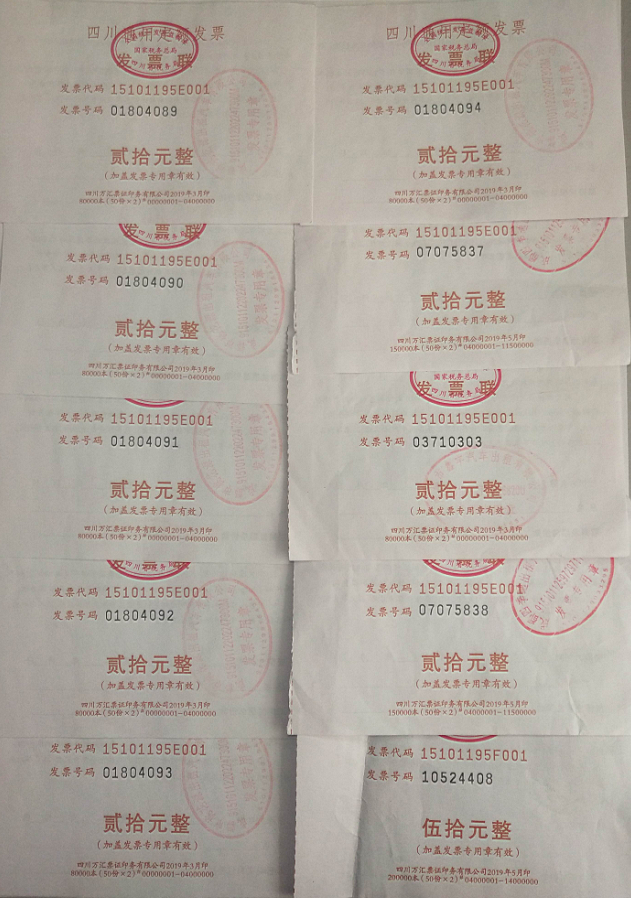 四川
发票
国家税务总局
发票联
发票代码 15101195E001
发票号码 01804089
贰拾元整
(加盖发票专用章有效)
四川万汇票证印务有限公司2019年3月印
80000本(50份×2)*00000001-04000000
发票联
发票代码 15101195E001
发票号码 01804090
贰拾元整
(加盖发票专用章有效)
四川万汇票证印务有限公司2019年3月印
80000本(50份×2)*00000001-04000000
发票代码 15101195E001
发票号码 01804091
贰拾元整
(加盖发票专用章有效)
四川万汇票证印务有限公司2019年3月印
80000本(50份×2)*00000001-04000000
发票联
发票代码 15101195E001
发票号码 01804092
贰拾元整
(加盖发票专用章有效)
四川万汇票证印务有限公司2019年3月印
80000本(50份×2)*00000001-04000000
发票代码 15101195E001
发票号码 01804093
贰拾元整
(加盖发票专用章有效)
四川万汇票证印务有限公司2019年3月印
80000本(50份×2)*00000001-04000000
四川
发票
国家税务总局
发票联
发票代码 15101195E001
发票号码 01804094
贰拾元整
(加盖发票专用章有效)
四川万汇票证印务有限公司2019年3月印
80000本(50份×2)*00000001-04000000
发票代码 15101195E001
发票号码 07075837
贰拾元整
(加盖发票专用章有效)
四川万汇票证印务有限公司2019年5月印
150000本(50份×2)*04000001-11500000
国家税务总局
发票联
发票代码 15101195E001
发票号码 03710303
贰拾元整
(加盖发票专用章有效)
四川万汇票证印务有限公司2019年3月印
80000本(50份×2)*00000001-04000000
发票联
发票代码 15101195E001
发票号码 07075838
贰拾元整
(加盖发票专用章有效)
四川万汇票证印务有限公司2019年5月印
150000本(50份×2)*04000001-11500000
发票代码 15101195F001
发票号码 10524408
伍拾元整
(加盖发票专用章有效)
四川万汇票证印务有限公司2019年5月印
200000本(50份×2)*04000001-14000000
发票专用章